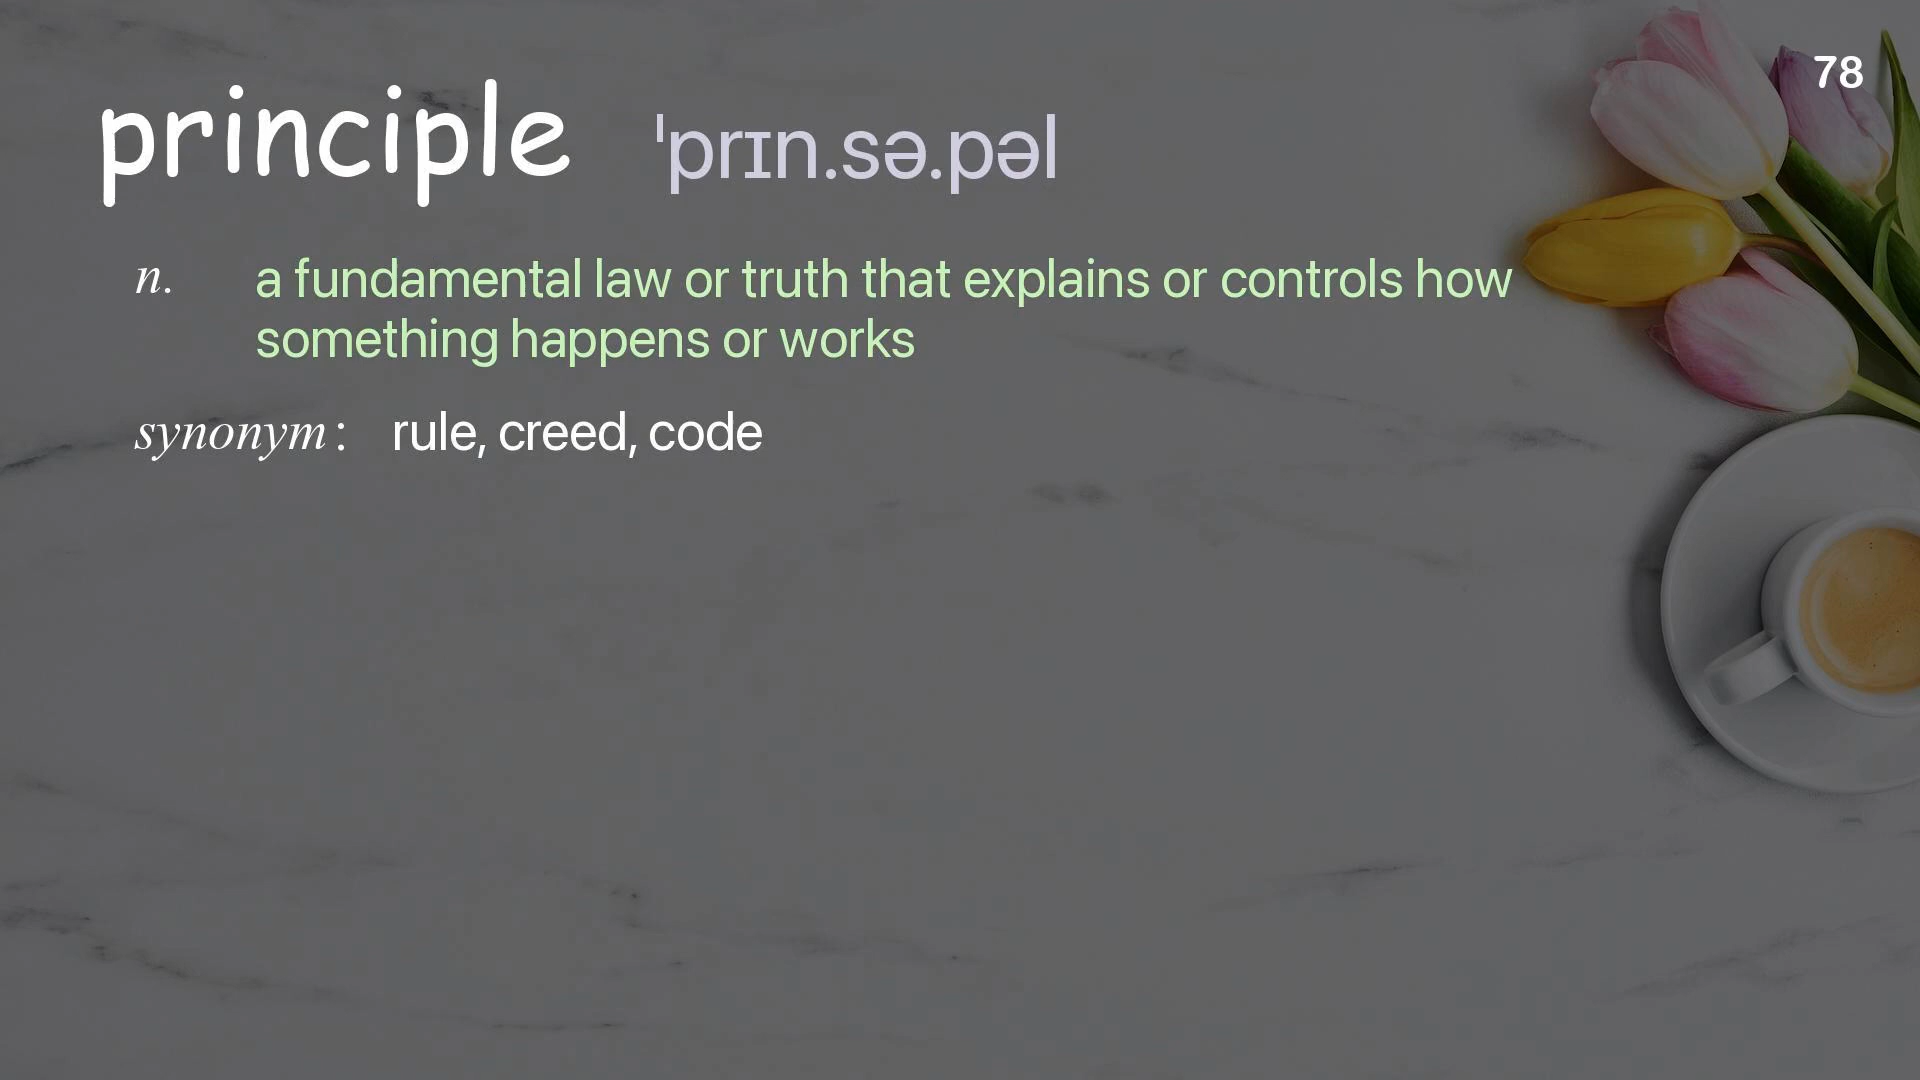 78
principle ˈprɪn.sə.pəl
n. a fundamental law or truth that explains or controls how
something happens or works
synonym: rule, creed, code